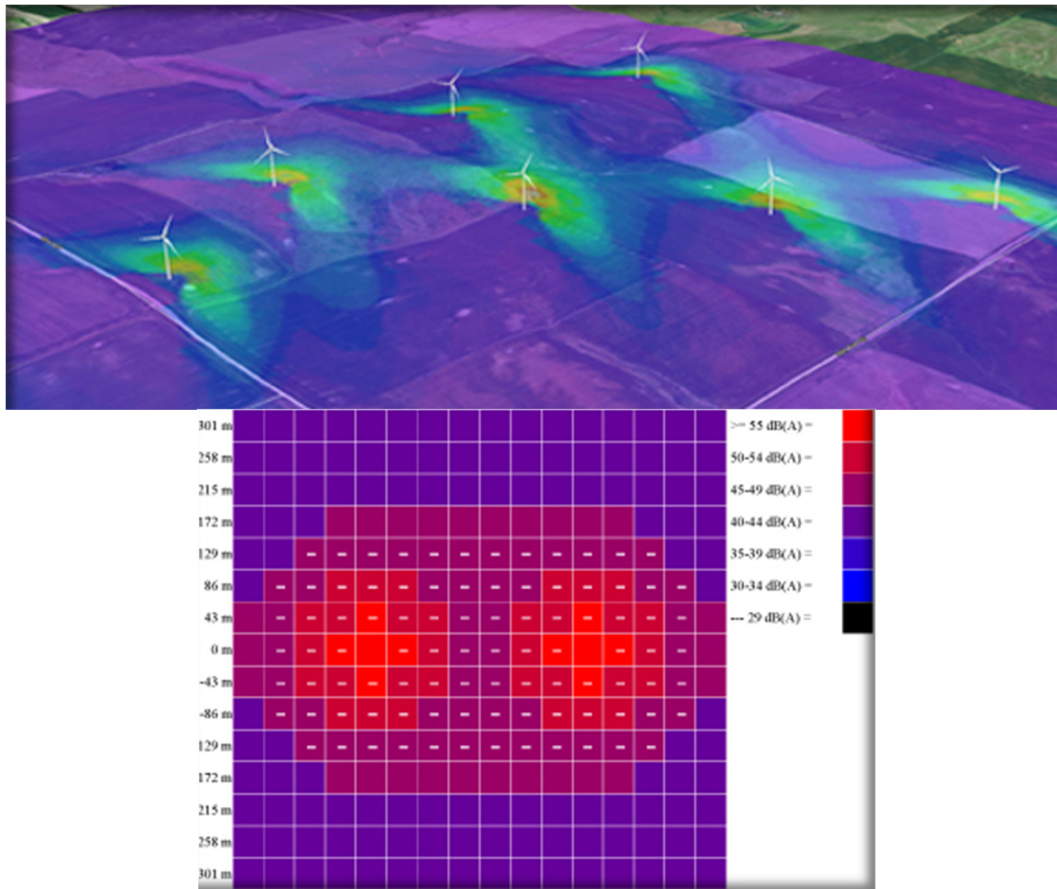 301 m
258 m
215 m
172 m
129 m
86 m
43 m
0 m
-43 m
-86 m
129 m
172 m
215 m
258 m
301 m
>= 55 dB(A) =
50-54 dB(A) =
45-49 dB(A) =
40-44 dB(A) =
35-39 dB(A) =
30-34 dB(A) =
--- 29 dB(A) =